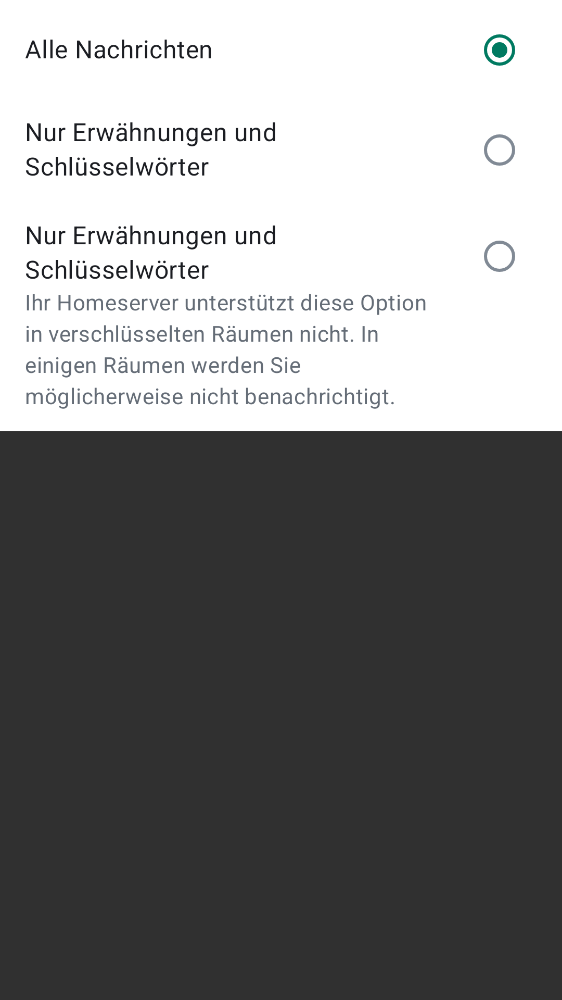 Alle Nachrichten
Nur Erwähnungen und
Schlüsselwörter
Nur Erwähnungen und
Schlüsselwörter
Ihr Homeserver unterstützt diese Option
in verschlüsselten Räumen nicht. In
einigen Räumen werden Sie
möglicherweise nicht benachrichtigt.